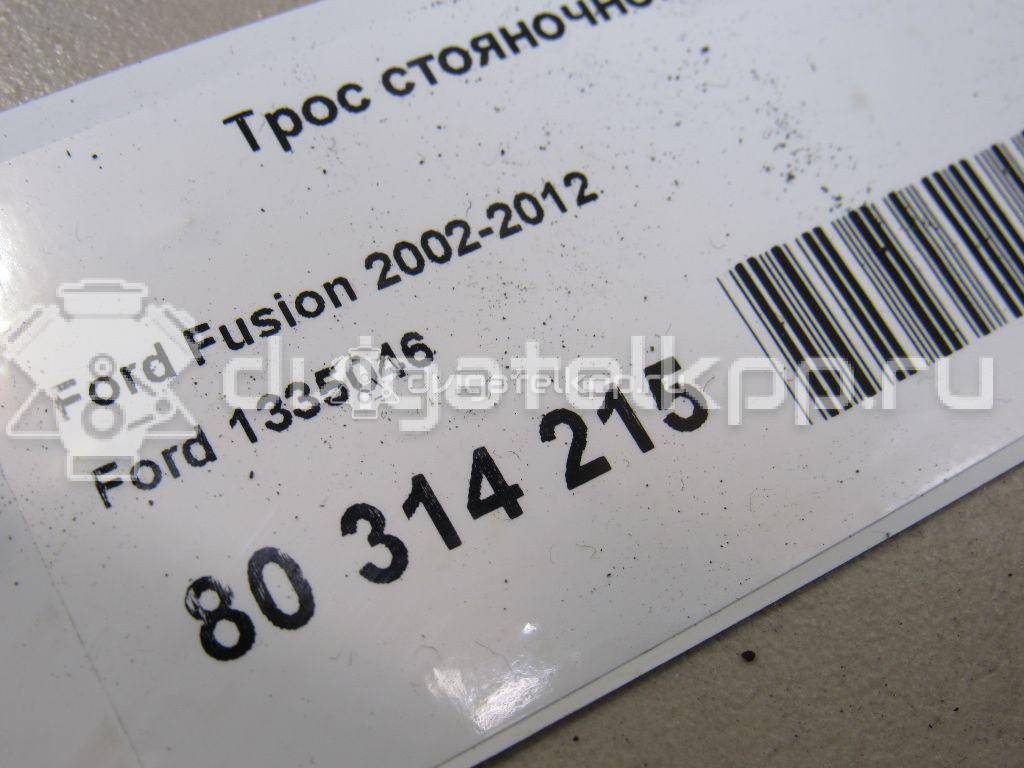 Трос стояночно
Ford Fusion 2002-2012
Ford 1335046
80 314 215
dvigatelkpp.ru